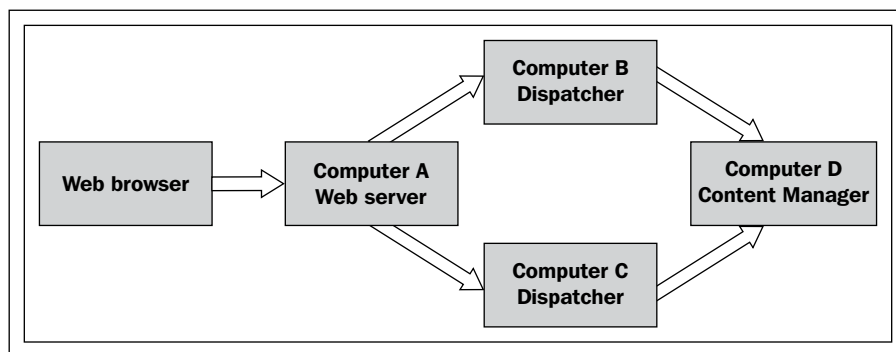 Web browser
Computer A
Web server
Computer B
Dispatcher
Computer C
Dispatcher
Computer D
Content Manager